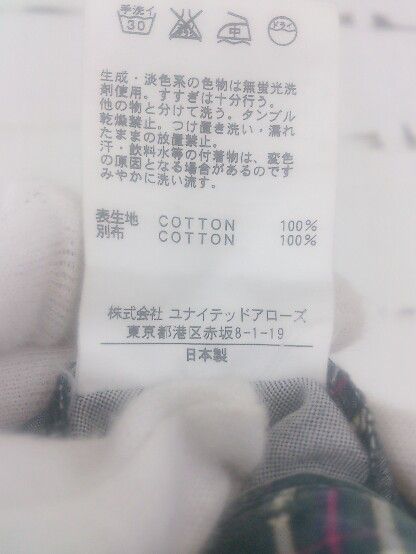 手洗イ
30
中
ドライ
生成・淡色系の色物は無蛍光洗
剤使用。すすぎは十分行う。
他の物と分けて洗う。タンブル
乾燥禁止。つけ置き洗い・濡れ
たままの放置禁止。
汗・飲料水等の付着物は、変色
の原因となる場合があるのです
みやかに洗い流す。
表生地 COTTON 100%
別布 COTTON 100%
株式会社 ユナイテッドアローズ
東京都港区赤坂8-1-19
日本製